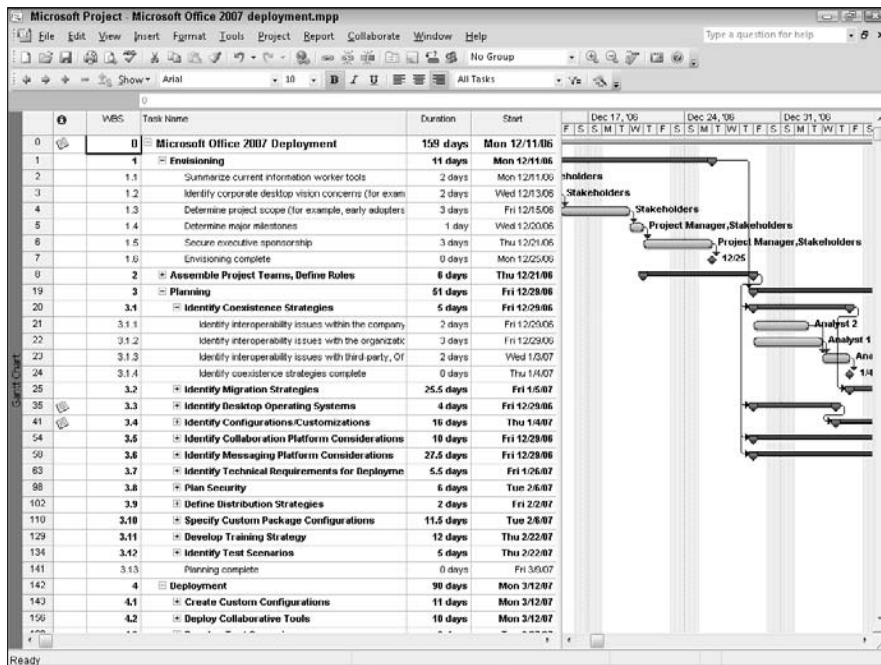 Microsoft Project - Microsoft Office 2007 deployment.mpp
File Edit View Insert Format Tools Project Report Collaborate Window Help Type a question for help
No Group
Show Arial 10 B I U All Tasks
0
WBS Task Name Duration Start Dec 17, '06 Dec 24, '06 Dec 31, '06
F S S M T W T F S S M T W T F S S M T W T F S
0 0 Microsoft Office 2007 Deployment 159 days Mon 12/11/06
1 1 Envisioning 11 days Mon 12/11/06
2 1.1 Summarize current information worker tools 2 days Mon 12/11/06 eholders
3 1.2 Identify corporate desktop vision concerns (for exam 2 days Wed 12/13/06 Stakeholders
4 1.3 Determine project scope (for example, early adopters 3 days Fri 12/15/06 Stakeholders
5 1.4 Determine major milestones 1 day Wed 12/20/06 Project Manager,Stakeholders
6 1.5 Secure executive sponsorship 3 days Thu 12/21/06 Project Manager,Stakeholders
7 1.6 Envisioning complete 0 days Mon 12/25/06 12/25
8 2 Assemble Project Teams, Define Roles 6 days Thu 12/21/06
19 3 Planning 51 days Fri 12/29/06
20 3.1 Identify Coexistence Strategies 5 days Fri 12/29/06
21 3.1.1 Identify interoperability issues within the company 2 days Fri 12/29/06 Analyst 2
22 3.1.2 Identify interoperability issues with the organizatic 3 days Fri 12/29/06 Analyst 1
23 3.1.3 Identify interoperability issues with third-party, Of 2 days Wed 1/3/07 Ana
24 3.1.4 Identify coexistence strategies complete 0 days Thu 1/4/07 1/4
25 3.2 Identify Migration Strategies 25.5 days Fri 1/5/07
35 3.3 Identify Desktop Operating Systems 4 days Fri 12/29/06
41 3.4 Identify Configurations/Customizations 16 days Thu 1/4/07
54 3.5 Identify Collaboration Platform Considerations 10 days Fri 12/29/06
58 3.6 Identify Messaging Platform Considerations 27.5 days Fri 12/29/06
63 3.7 Identify Technical Requirements for Deployme 5.5 days Fri 1/26/07
98 3.8 Plan Security 6 days Tue 2/6/07
102 3.9 Define Distribution Strategies 2 days Fri 2/2/07
110 3.10 Specify Custom Package Configurations 11.5 days Tue 2/6/07
129 3.11 Develop Training Strategy 12 days Thu 2/22/07
134 3.12 Identify Test Scenarios 5 days Thu 2/22/07
141 3.13 Planning complete 0 days Fri 3/9/07
142 4 Deployment 90 days Mon 3/12/07
143 4.1 Create Custom Configurations 11 days Mon 3/12/07
156 4.2 Deploy Collaborative Tools 10 days Mon 3/12/07
Gantt Chart
Ready